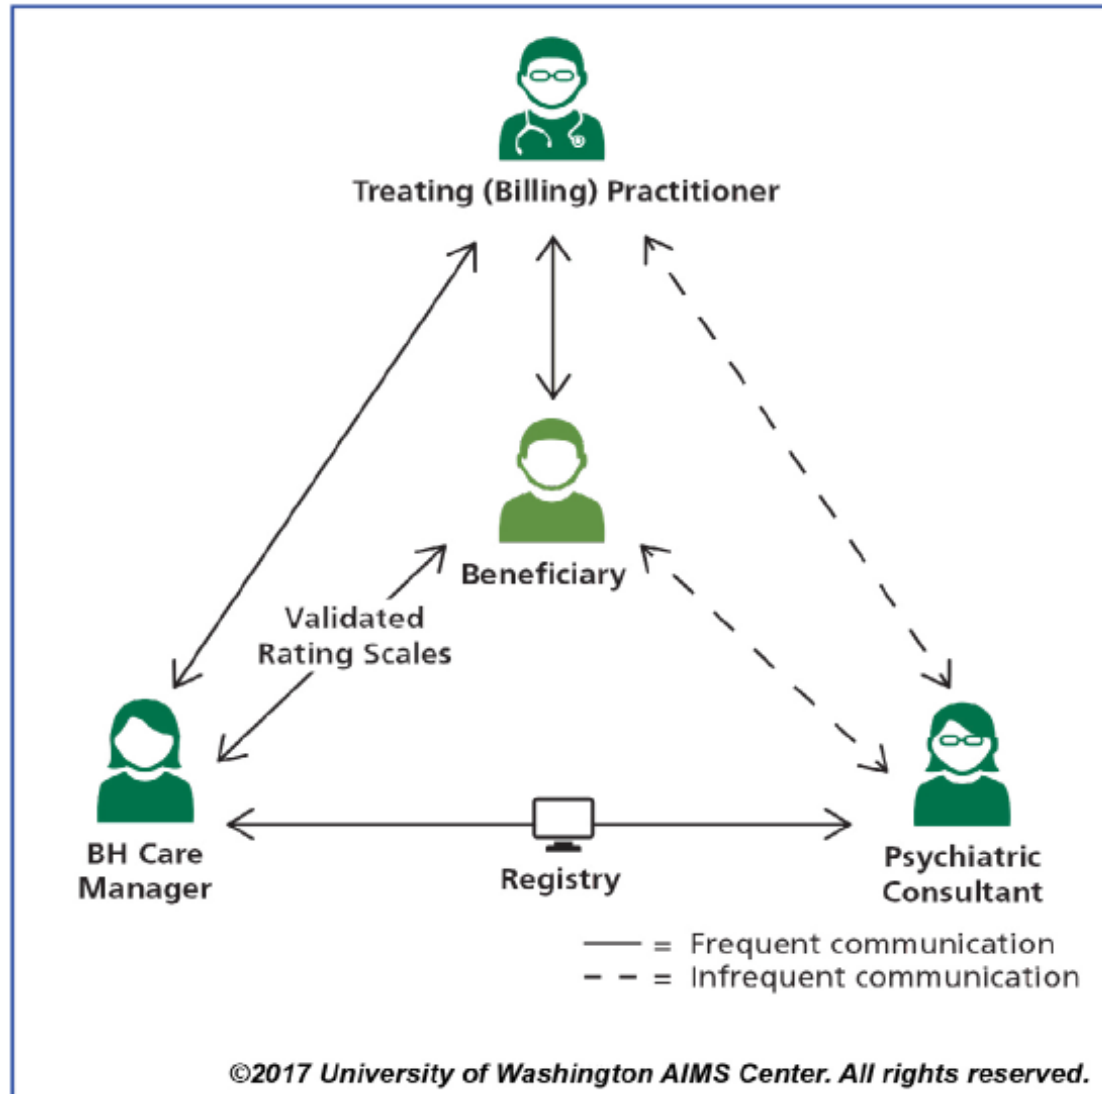 Treating (Billing) Practitioner
Beneficiary
Validated
Rating Scales
BH Care
Manager
Registry
Psychiatric
Consultant
= Frequent communication
= Infrequent communication
©2017 University of Washington AIMS Center. All rights reserved.